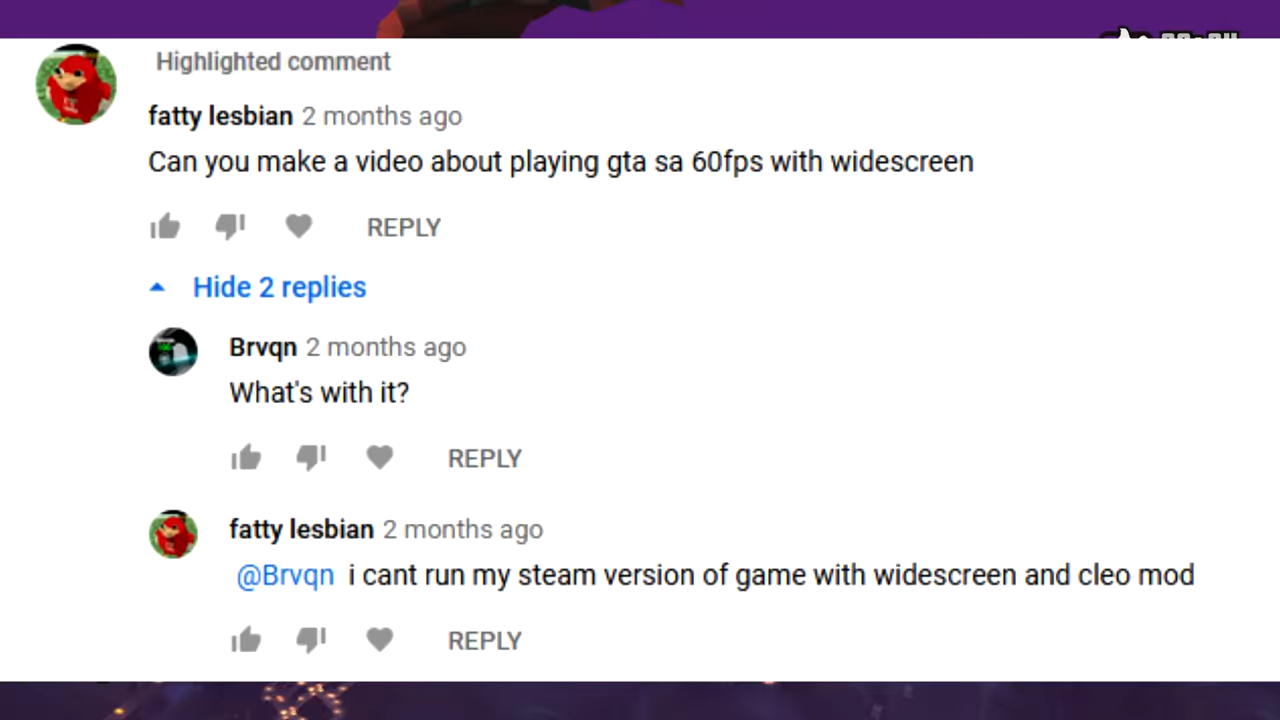 Highlighted comment
fatty lesbian 2 months ago
Can you make a video about playing gta sa 60fps with widescreen
REPLY
Hide 2 replies
Brvqn 2 months ago
What's with it?
REPLY
fatty lesbian 2 months ago
@Brvqn i cant run my steam version of game with widescreen and cleo mod
REPLY